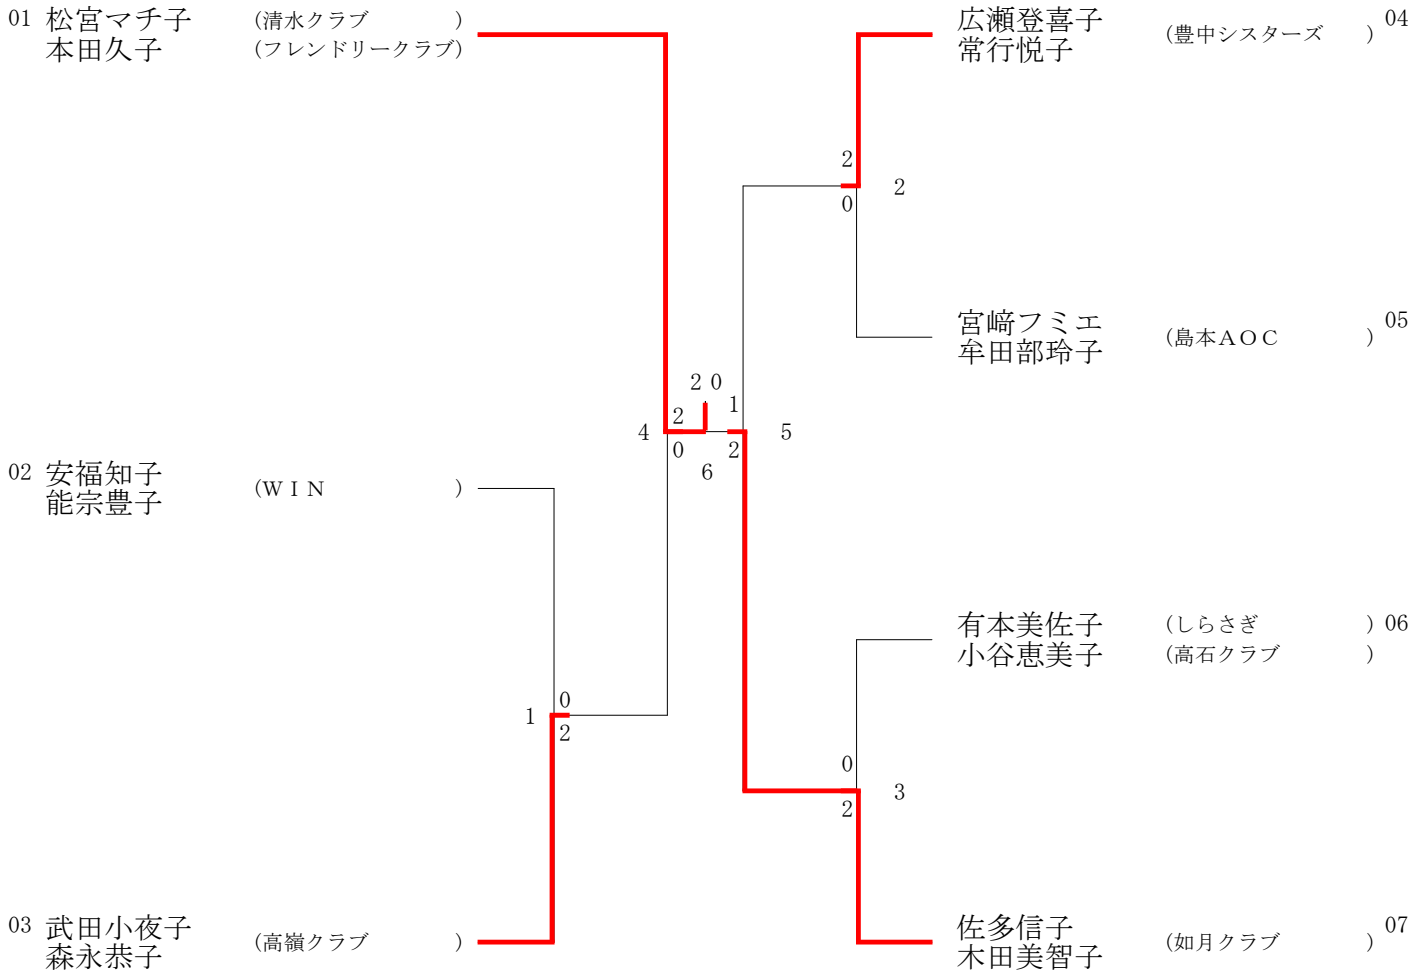 01 松宮マチ子 (清水クラブ )
本田久子 (フレンドリークラブ)
広瀬登喜子 04
常行悦子 (豊中シスターズ )
2
2
0
宮﨑フミエ 05
牟田部玲子 (島本AOC )
2 0
1
2
4 5
0 2
6
02 安福知子
能宗豊子 (WIN )
有本美佐子 (しらさぎ ) 06
小谷恵美子 (高石クラブ )
0
1
2
0
3
2
03 武田小夜子
森永恭子 (高嶺クラブ )
佐多信子 07
木田美智子 (如月クラブ )